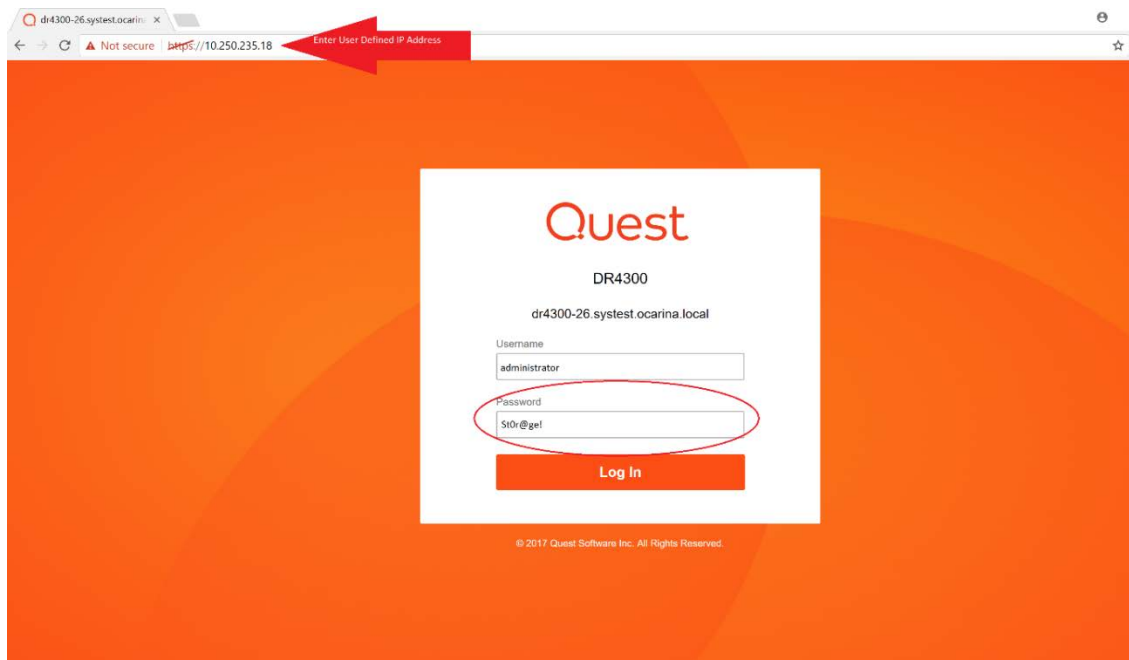 dr4300-26.systest.ocarin
Not secure https://10.250.235.18
Enter User Defined IP Address
Quest
DR4300
dr4300-26.systest.ocarina.local
Username
administrator
Password
St0r@ge!
Log In
© 2017 Quest Software Inc. All Rights Reserved.